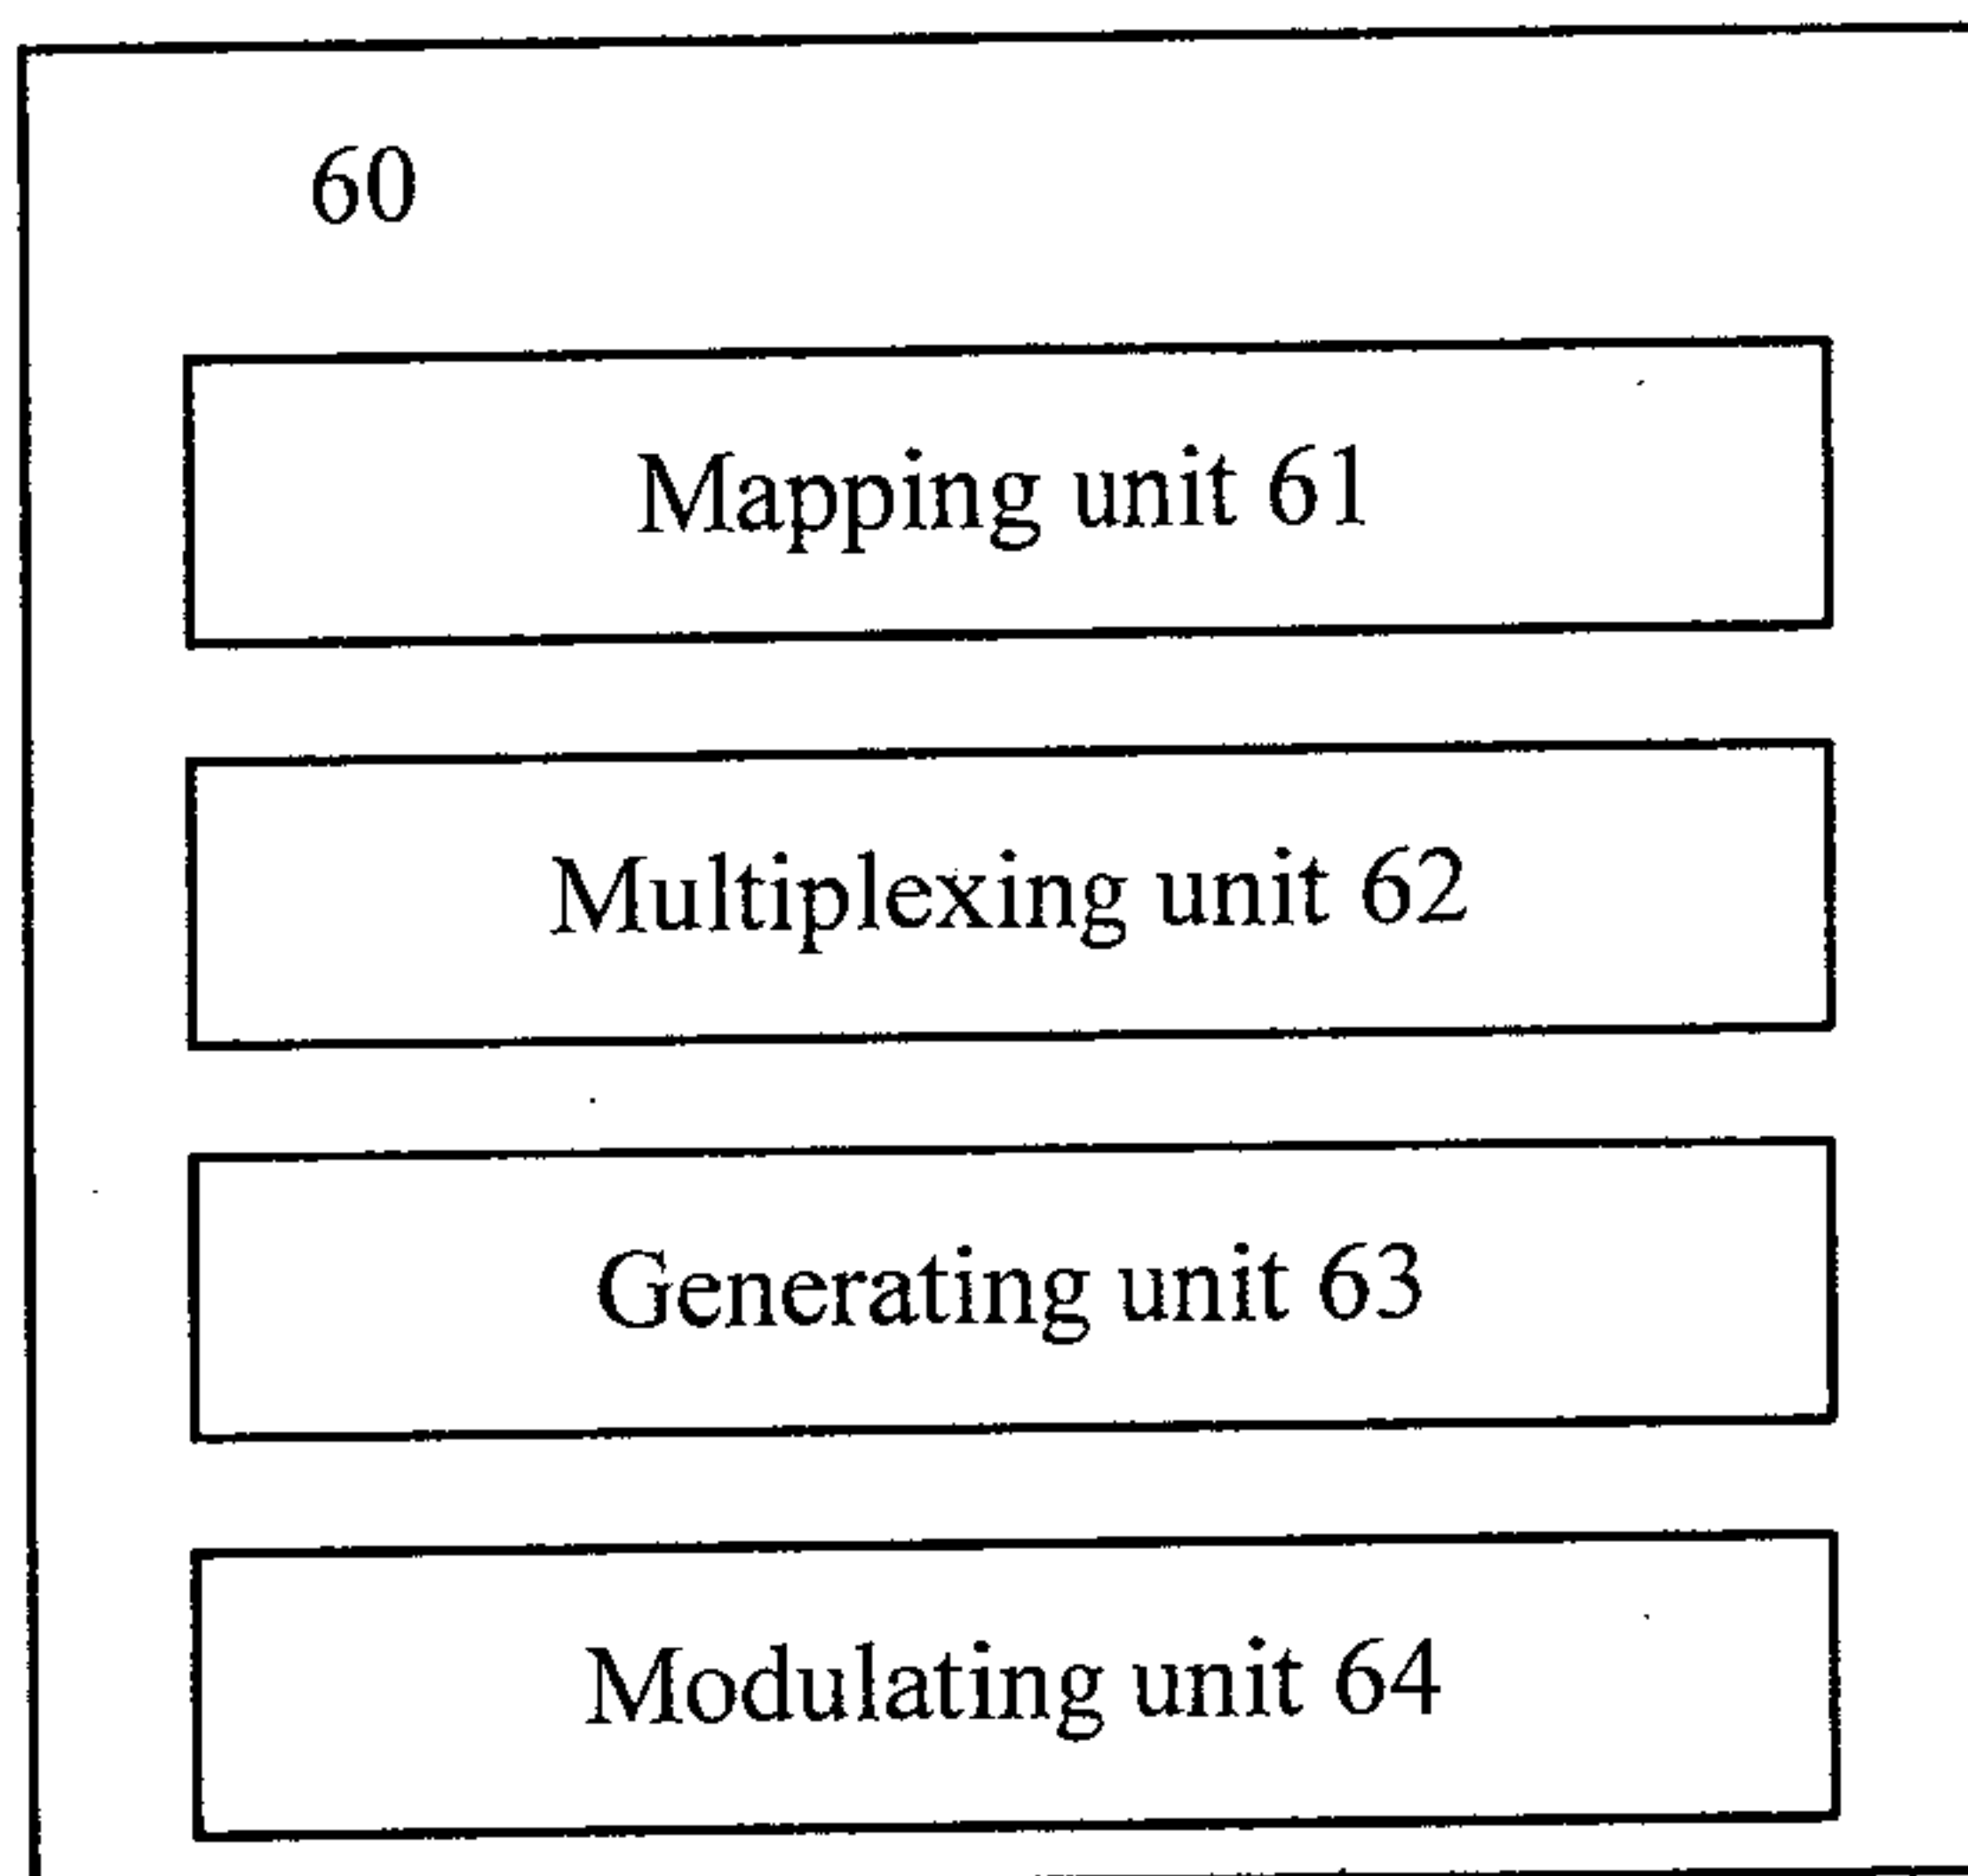 60
Mapping unit 61
Multiplexing unit 62
Generating unit 63
Modulating unit 64